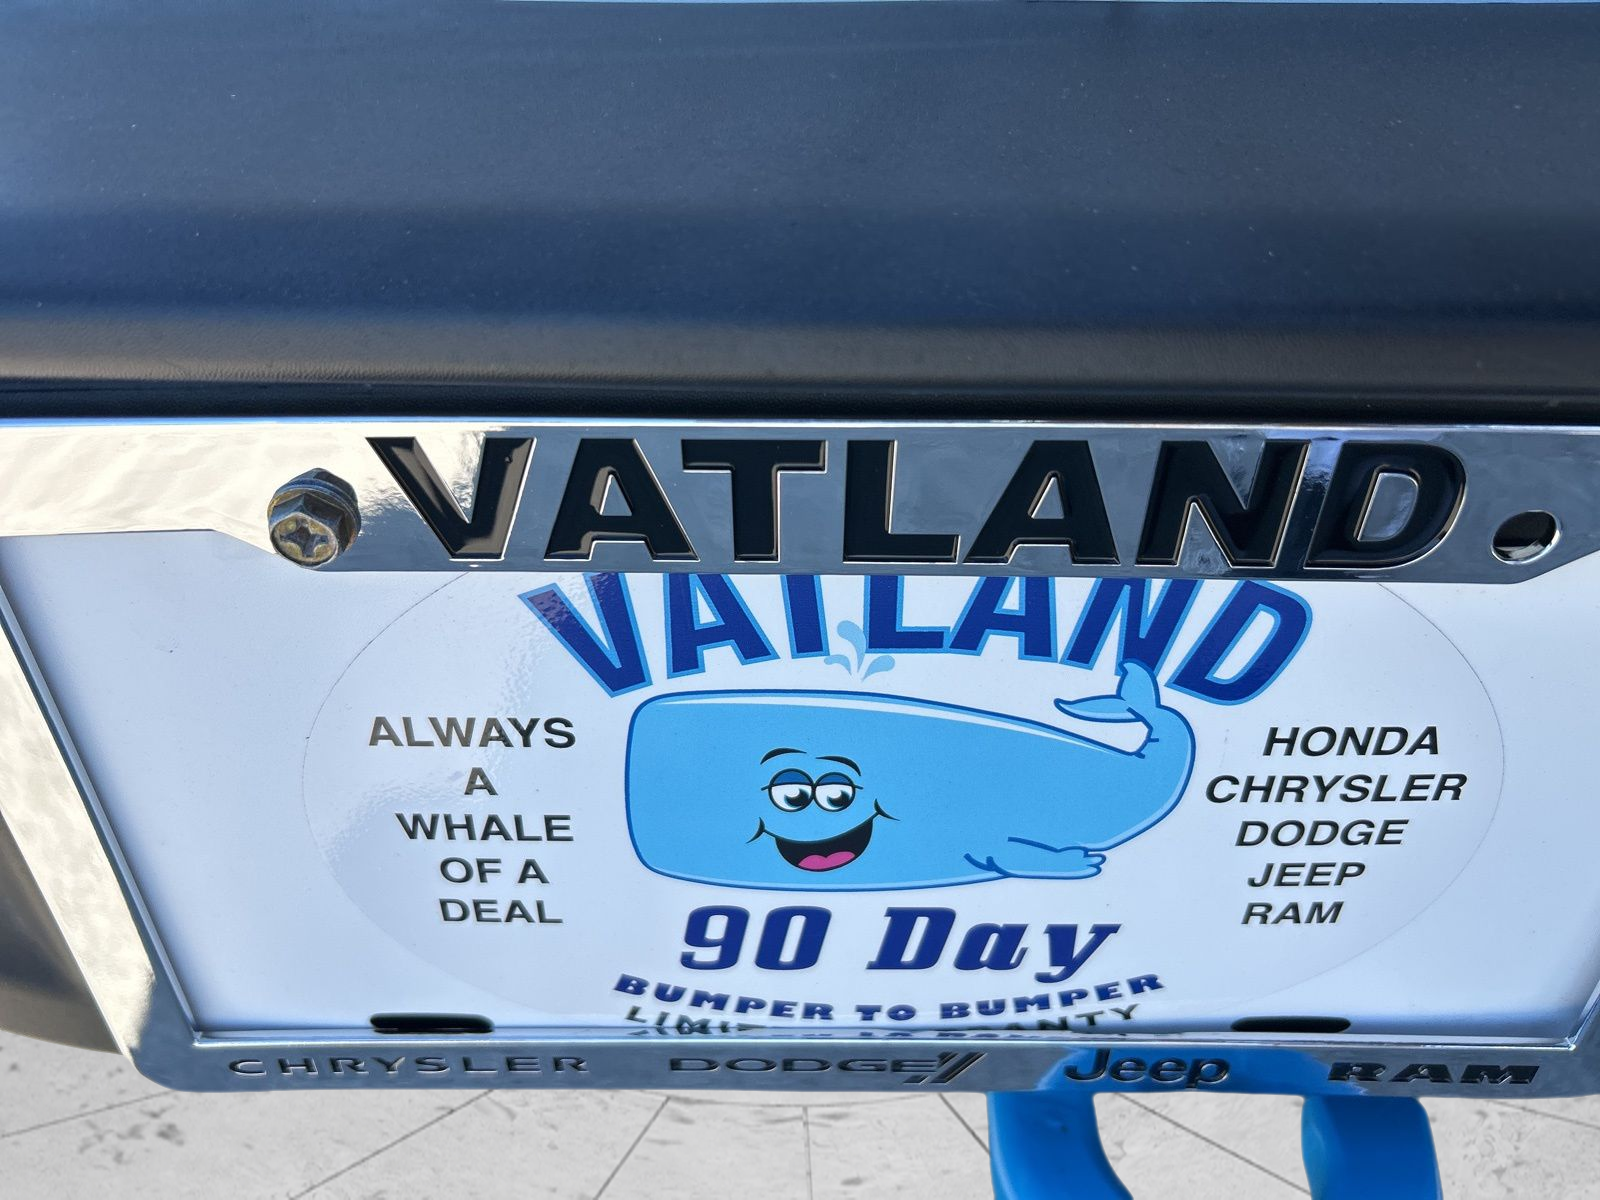 VATLAND
VATLAND
ALWAYS
A
WHALE
OF A
DEAL
HONDA
CHRYSLER
DODGE
JEEP
RAM
90 Day
BUMPER TO BUMPER
CHRYSLER DODGE Jeep RAM